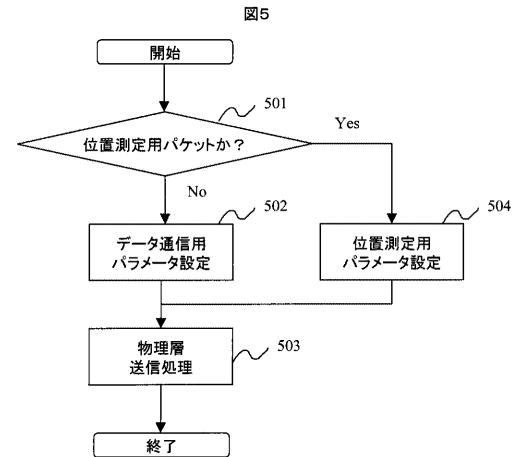 図5
開始
501
位置測定用パケットか？
Yes
No
502
504
データ通信用
パラメータ設定
位置測定用
パラメータ設定
物理層
送信処理
503
終了